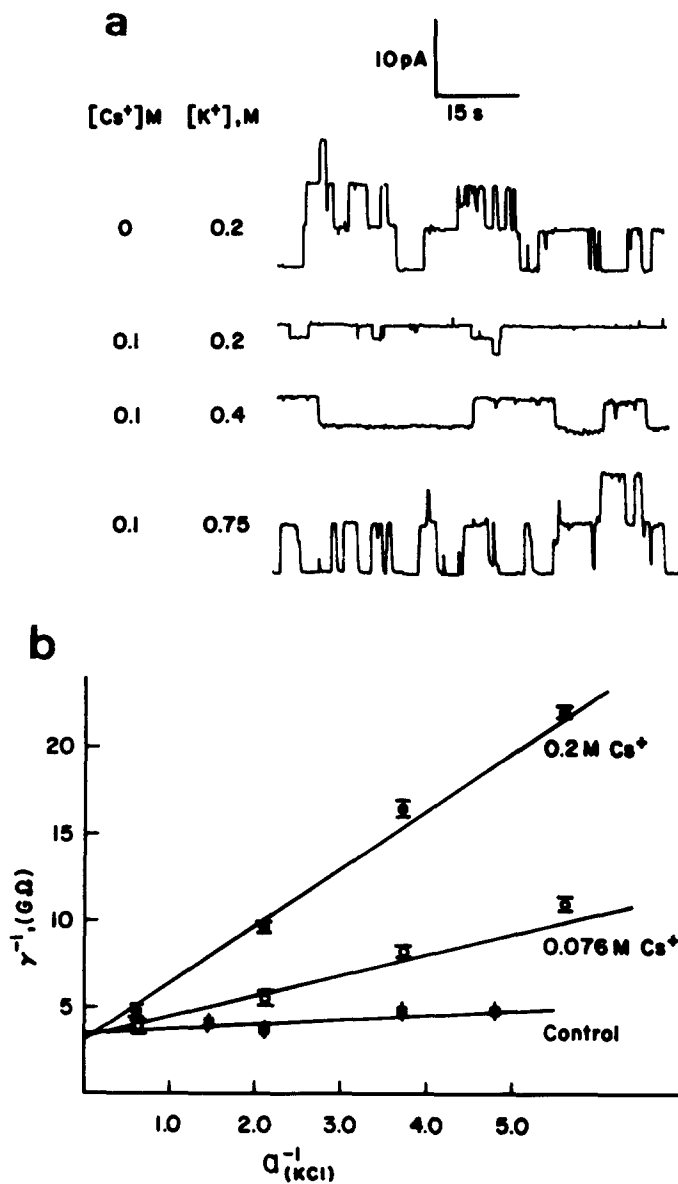 a
10 pA
15 s
[Cs⁺]M [K⁺],M
0 0.2
0.1 0.2
0.1 0.4
0.1 0.75
b
20
15
10
5
γ⁻¹,(GΩ)
0.2 M Cs⁺
0.076 M Cs⁺
Control
1.0 2.0 3.0 4.0 5.0
a⁻¹(KCl)